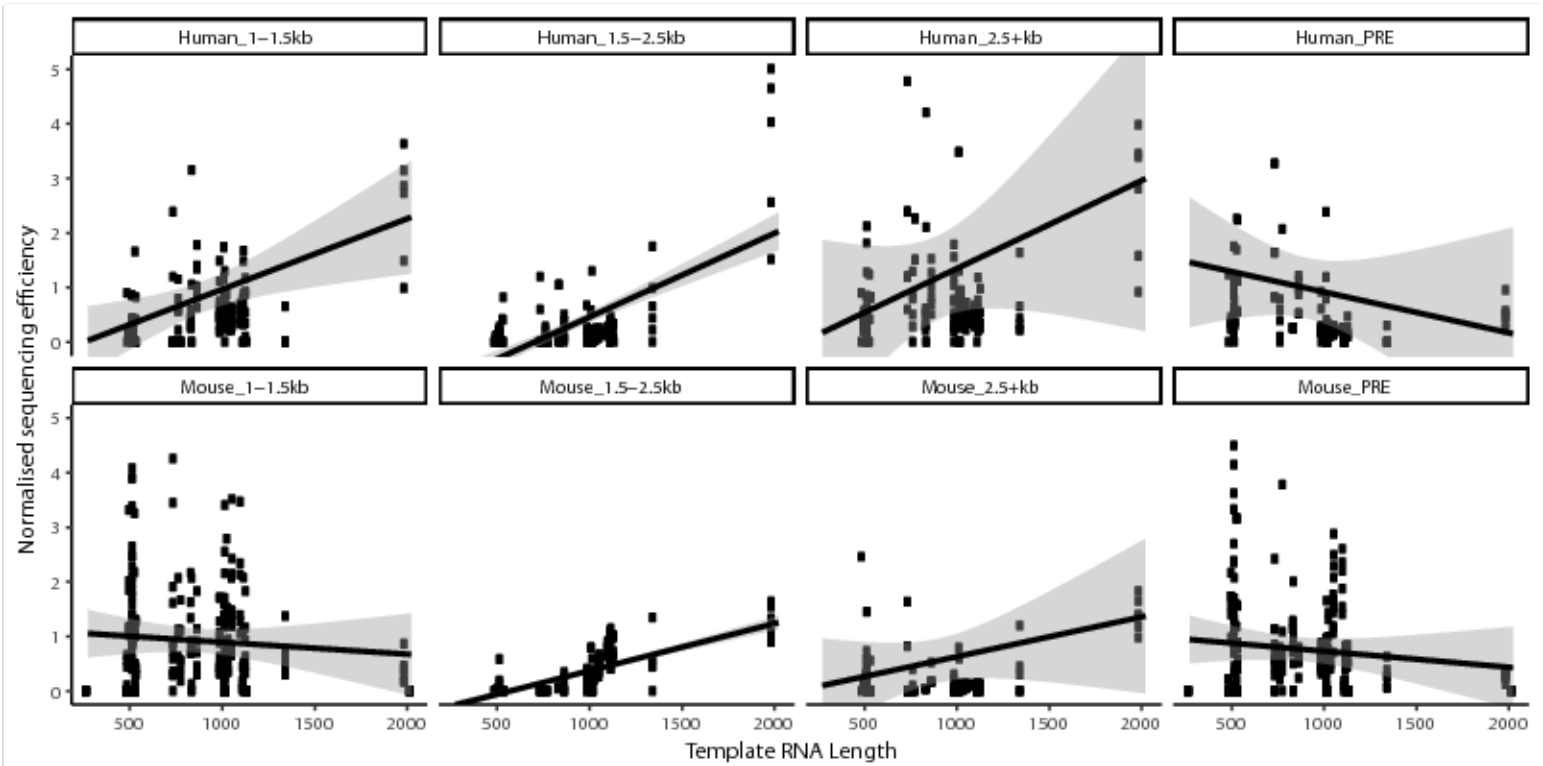 Human_1−1.5kb Human_1.5−2.5kb Human_2.5+kb Human_PRE
5
4
3
2
1
0
Normalised sequencing efficiency
Mouse_1−1.5kb Mouse_1.5−2.5kb Mouse_2.5+kb Mouse_PRE
5
4
3
2
1
0
500 1000 1500 2000 500 1000 1500 2000 500 1000 1500 2000 500 1000 1500 2000
Template RNA Length